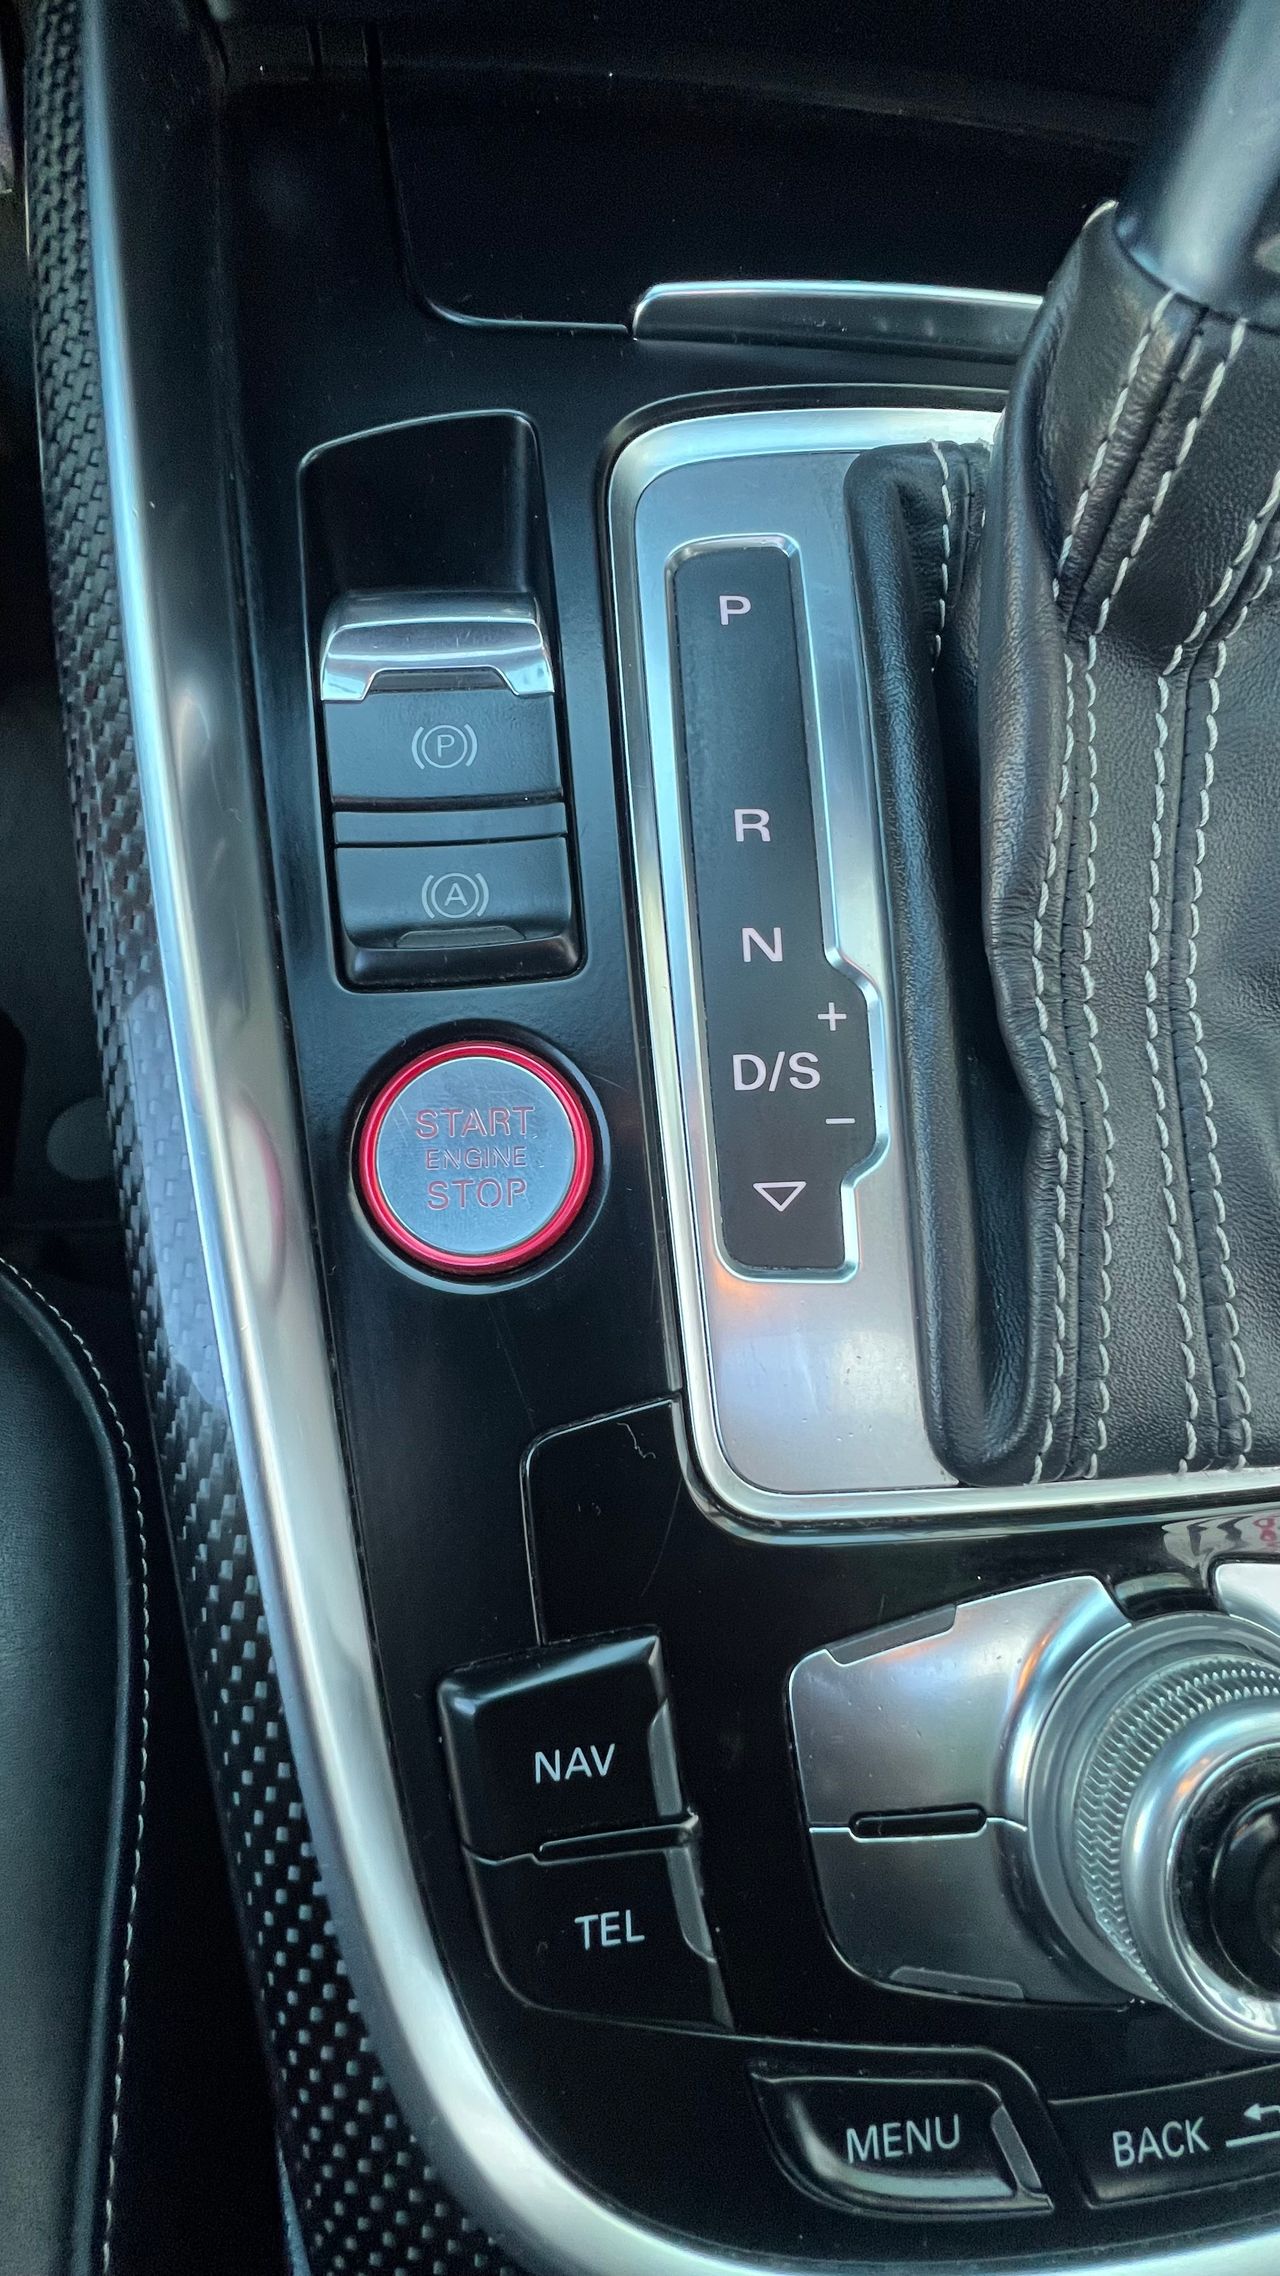 P
(P)
R
(A)
N
+
D/S
−
START
ENGINE
STOP
NAV
TEL
MENU
BACK